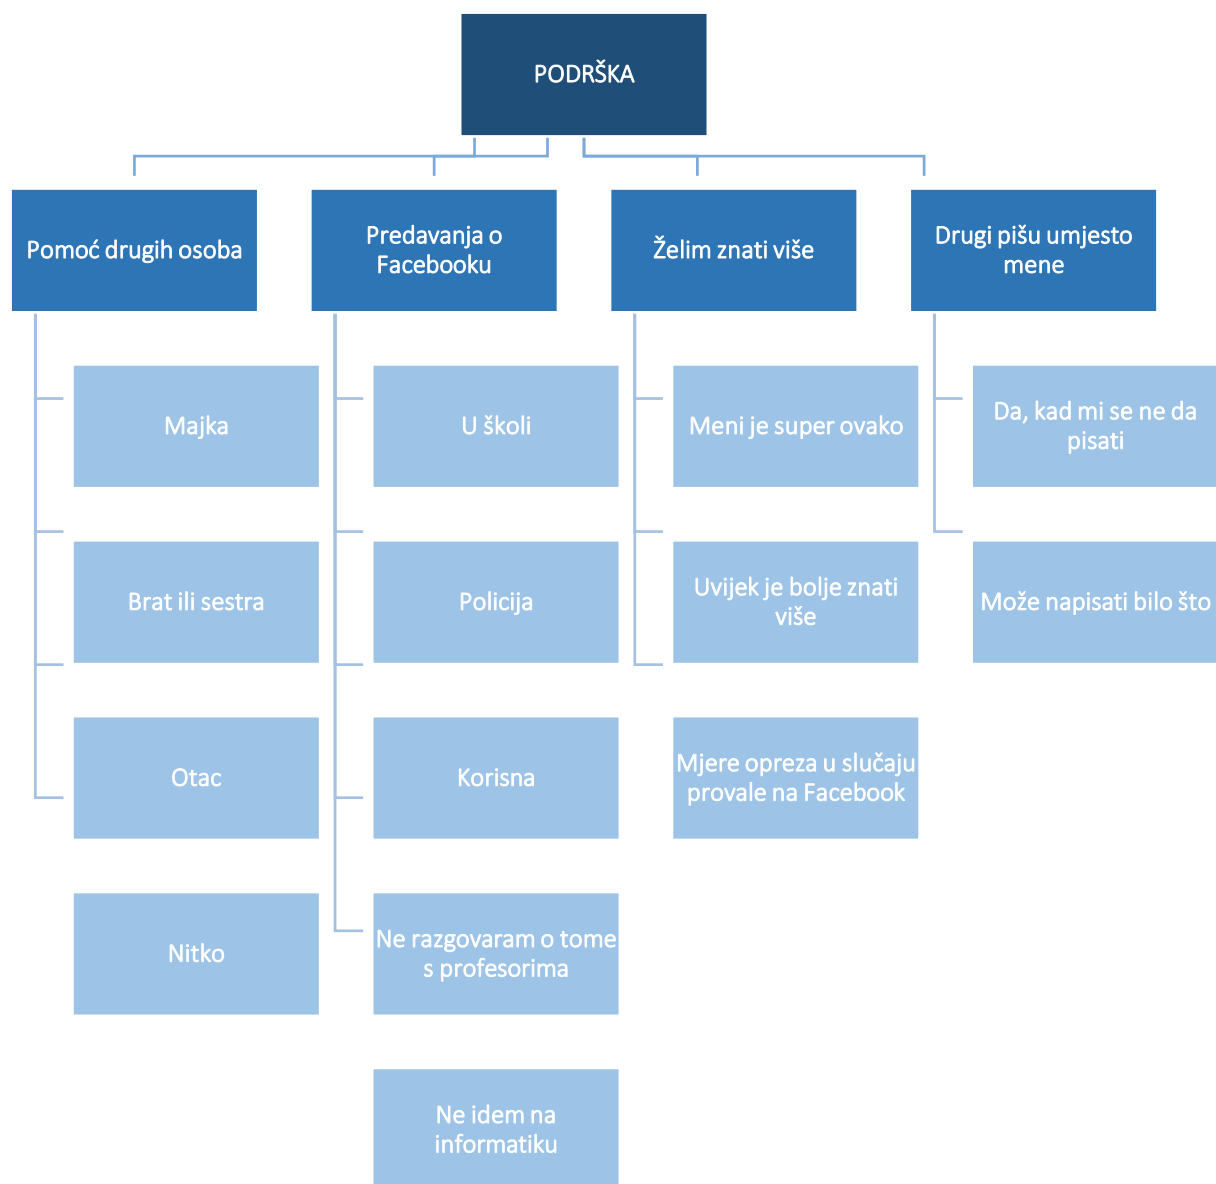 PODRŠKA
Pomoć drugih osoba
Majka
Brat ili sestra
Otac
Nitko
Predavanja o
Facebooku
U školi
Policija
Korisna
Ne razgovaram o tome
s profesorima
Ne idem na
informatiku
Želim znati više
Meni je super ovako
Uvijek je bolje znati
više
Mjere opreza u slučaju
provale na Facebook
Drugi pišu umjesto
mene
Da, kad mi se ne da
pisati
Može napisati bilo što